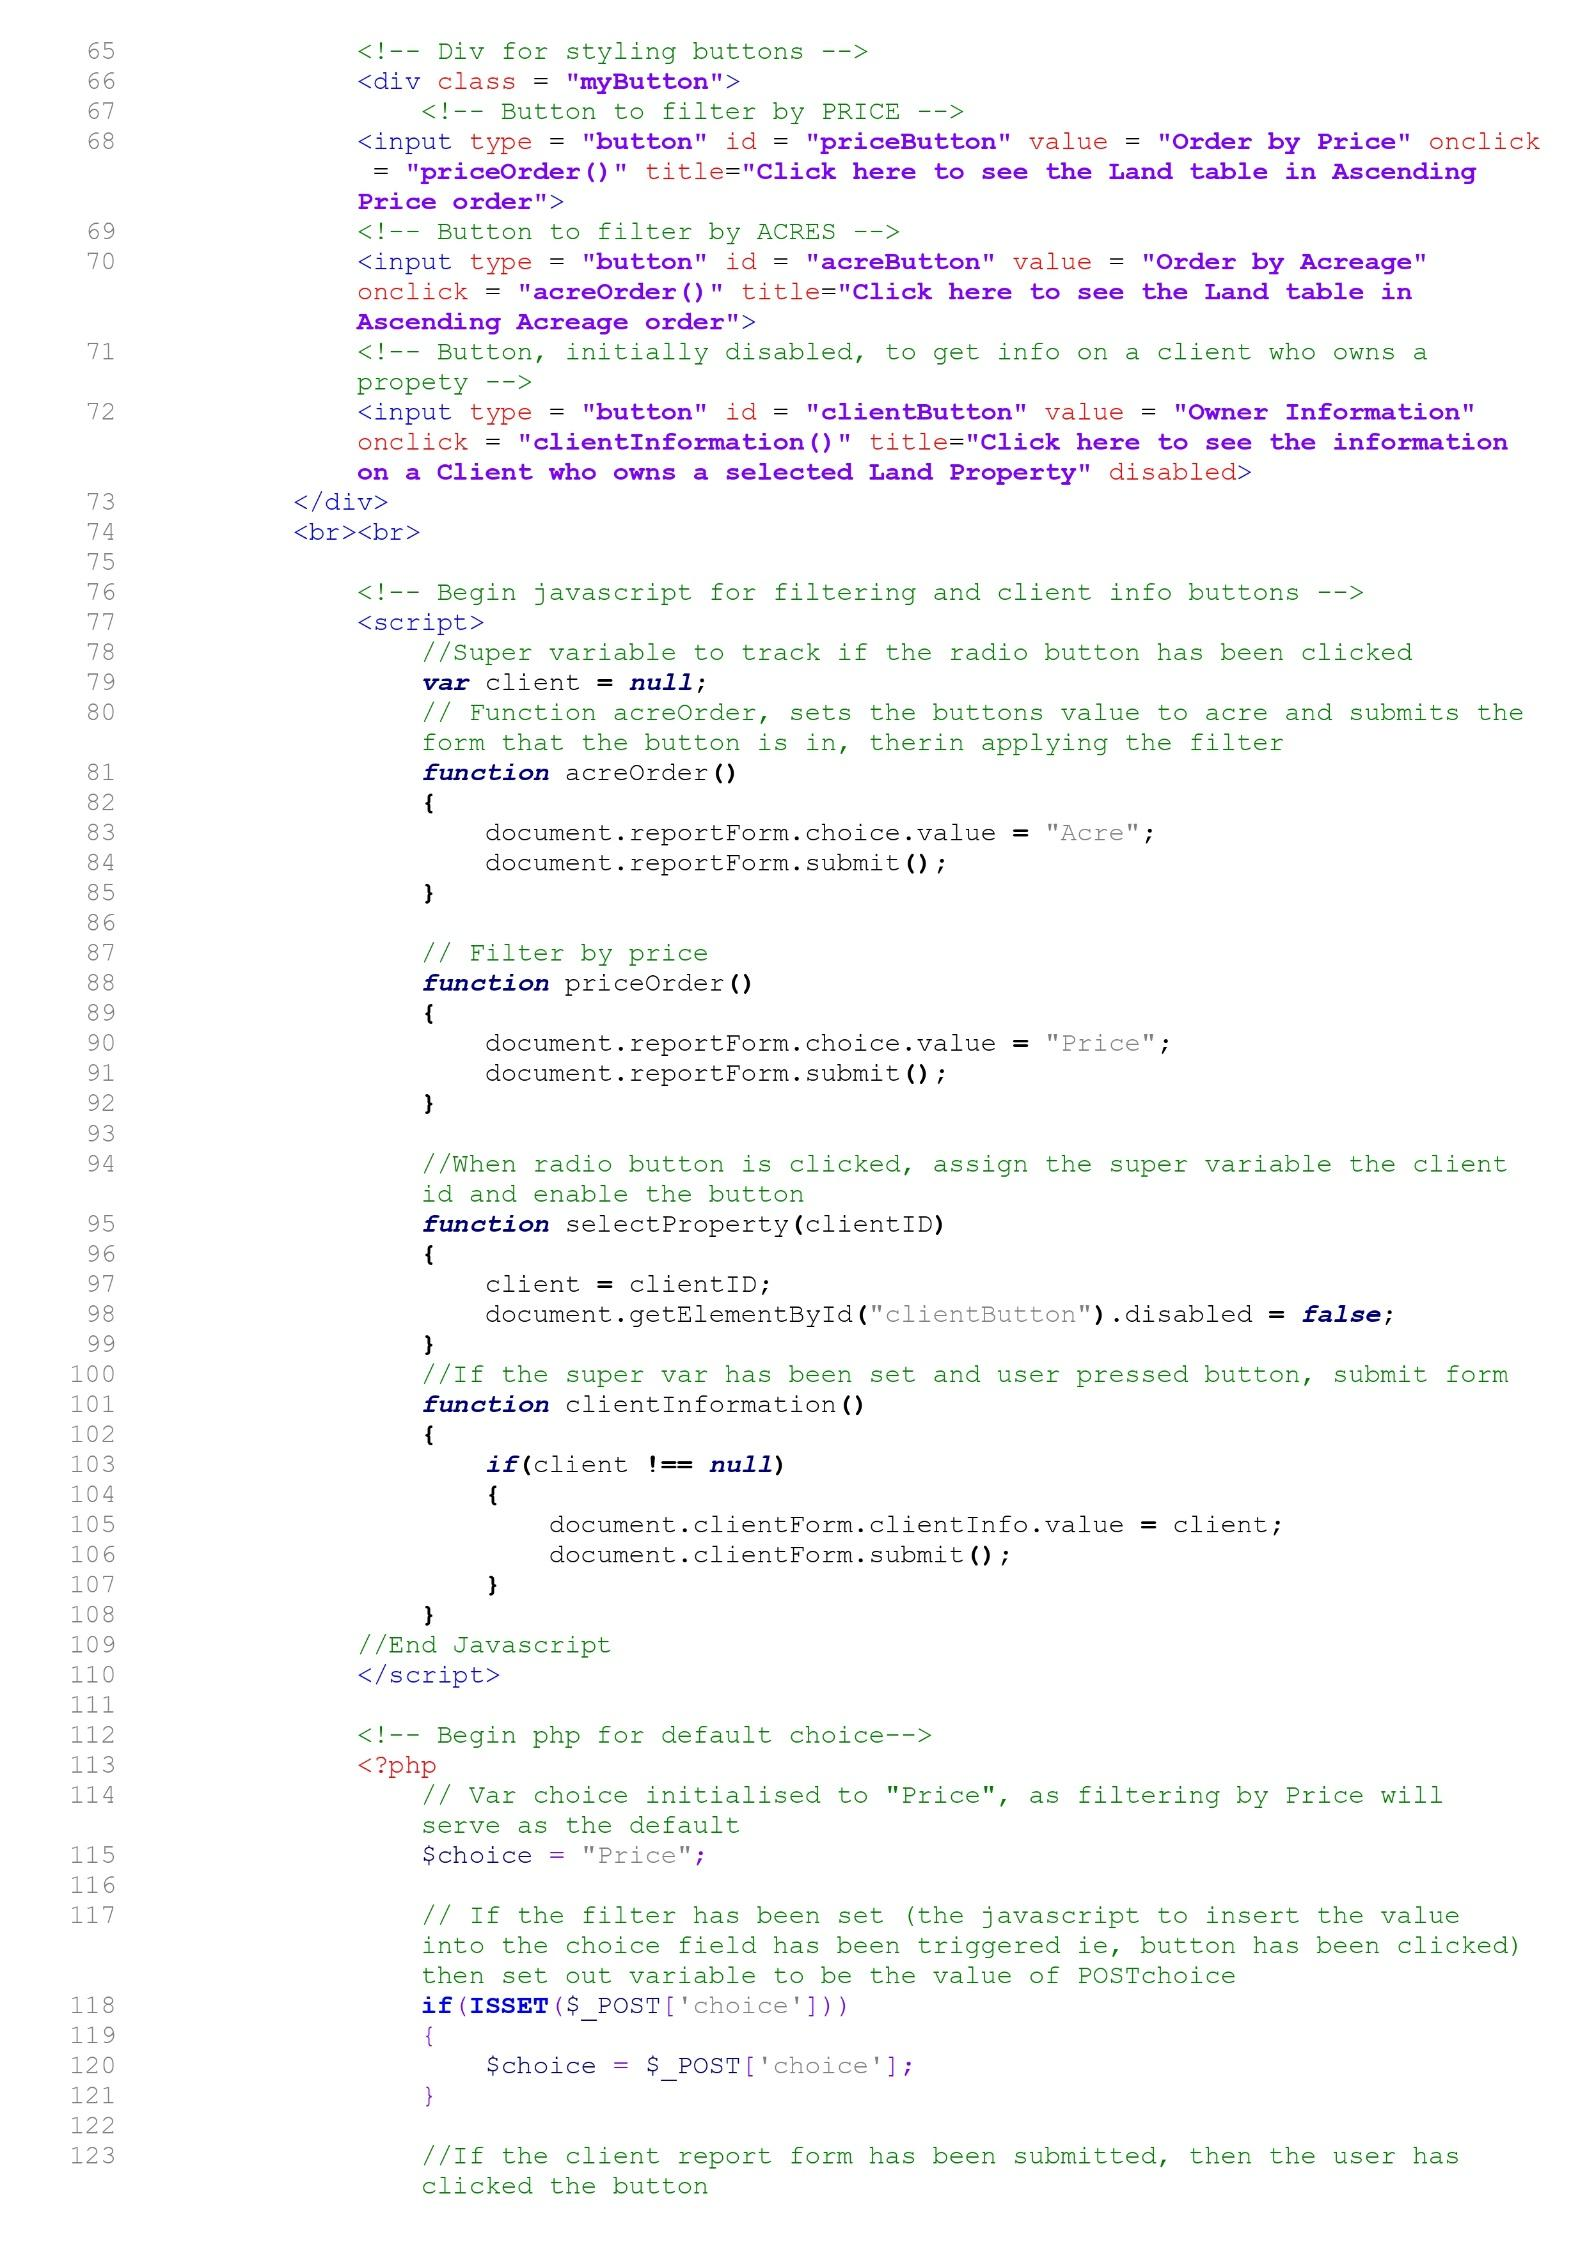 65 <!-- Div for styling buttons -->
66 <div class = "myButton">
67 <!-- Button to filter by PRICE -->
68 <input type = "button" id = "priceButton" value = "Order by Price" onclick
= "priceOrder()" title="Click here to see the Land table in Ascending
Price order">
69 <!-- Button to filter by ACRES -->
70 <input type = "button" id = "acreButton" value = "Order by Acreage"
onclick = "acreOrder()" title="Click here to see the Land table in
Ascending Acreage order">
71 <!-- Button, initially disabled, to get info on a client who owns a
propety -->
72 <input type = "button" id = "clientButton" value = "Owner Information"
onclick = "clientInformation()" title="Click here to see the information
on a Client who owns a selected Land Property" disabled>
73 </div>
74 <br><br>
75
76 <!-- Begin javascript for filtering and client info buttons -->
77 <script>
78 //Super variable to track if the radio button has been clicked
79 var client = null;
80 // Function acreOrder, sets the buttons value to acre and submits the
form that the button is in, therin applying the filter
81 function acreOrder()
82 {
83 document.reportForm.choice.value = "Acre";
84 document.reportForm.submit();
85 }
86
87 // Filter by price
88 function priceOrder()
89 {
90 document.reportForm.choice.value = "Price";
91 document.reportForm.submit();
92 }
93
94 //When radio button is clicked, assign the super variable the client
id and enable the button
95 function selectProperty(clientID)
96 {
97 client = clientID;
98 document.getElementById("clientButton").disabled = false;
99 }
100 //If the super var has been set and user pressed button, submit form
101 function clientInformation()
102 {
103 if(client !== null)
104 {
105 document.clientForm.clientInfo.value = client;
106 document.clientForm.submit();
107 }
108 }
109 //End Javascript
110 </script>
111
112 <!-- Begin php for default choice-->
113 <?php
114 // Var choice initialised to "Price", as filtering by Price will
serve as the default
115 $choice = "Price";
116
117 // If the filter has been set (the javascript to insert the value
into the choice field has been triggered ie, button has been clicked)
then set out variable to be the value of POSTchoice
118 if(ISSET($_POST['choice']))
119 {
120 $choice = $_POST['choice'];
121 }
122
123 //If the client report form has been submitted, then the user has
clicked the button